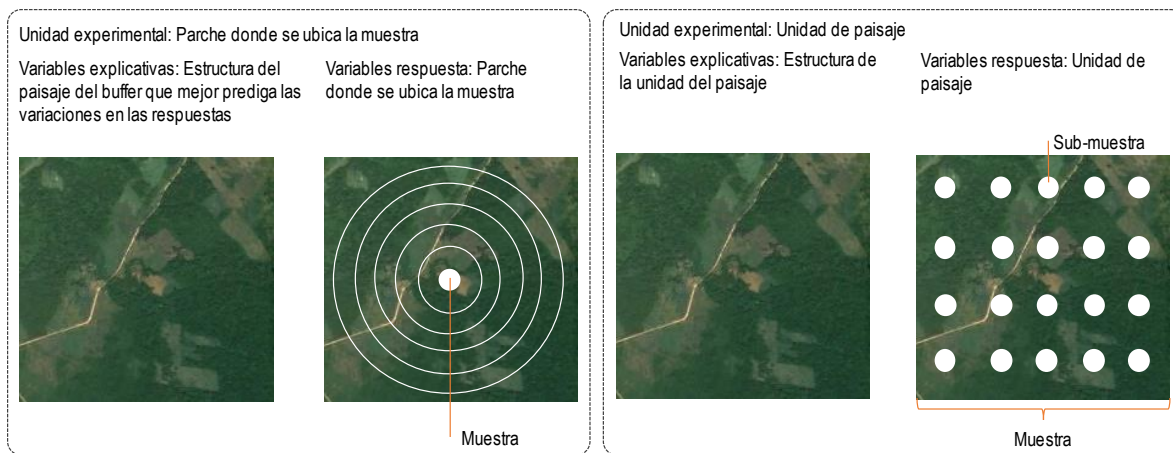 Unidad experimental: Parche donde se ubica la muestra
Variables explicativas: Estructura del
paisaje del buffer que mejor prediga las
variaciones en las respuestas
Variables respuesta: Parche
donde se ubica la muestra
Muestra
Unidad experimental: Unidad de paisaje
Variables explicativas: Estructura de
la unidad del paisaje
Variables respuesta: Unidad de
paisaje
Sub-muestra
Muestra